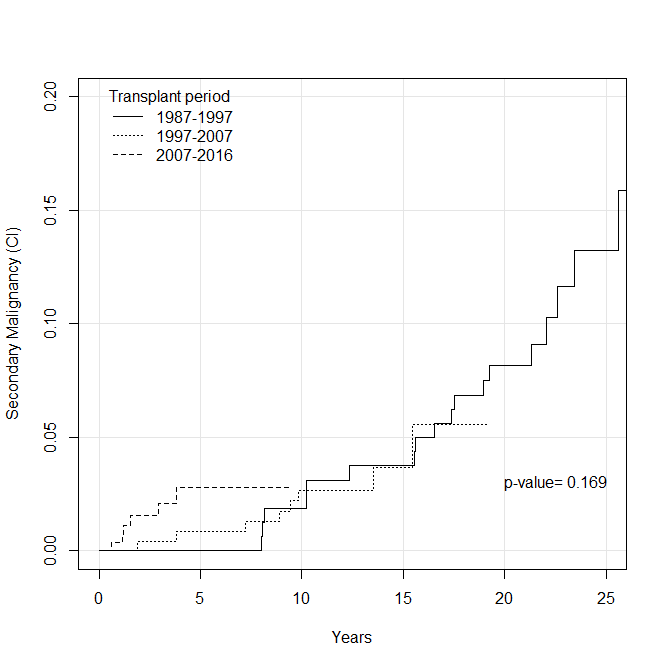 Transplant period
1987-1997
1997-2007
2007-2016
Secondary Malignancy (CI)
0.20
0.15
0.10
0.05
0.00
p-value= 0.169
0 5 10 15 20 25
Years